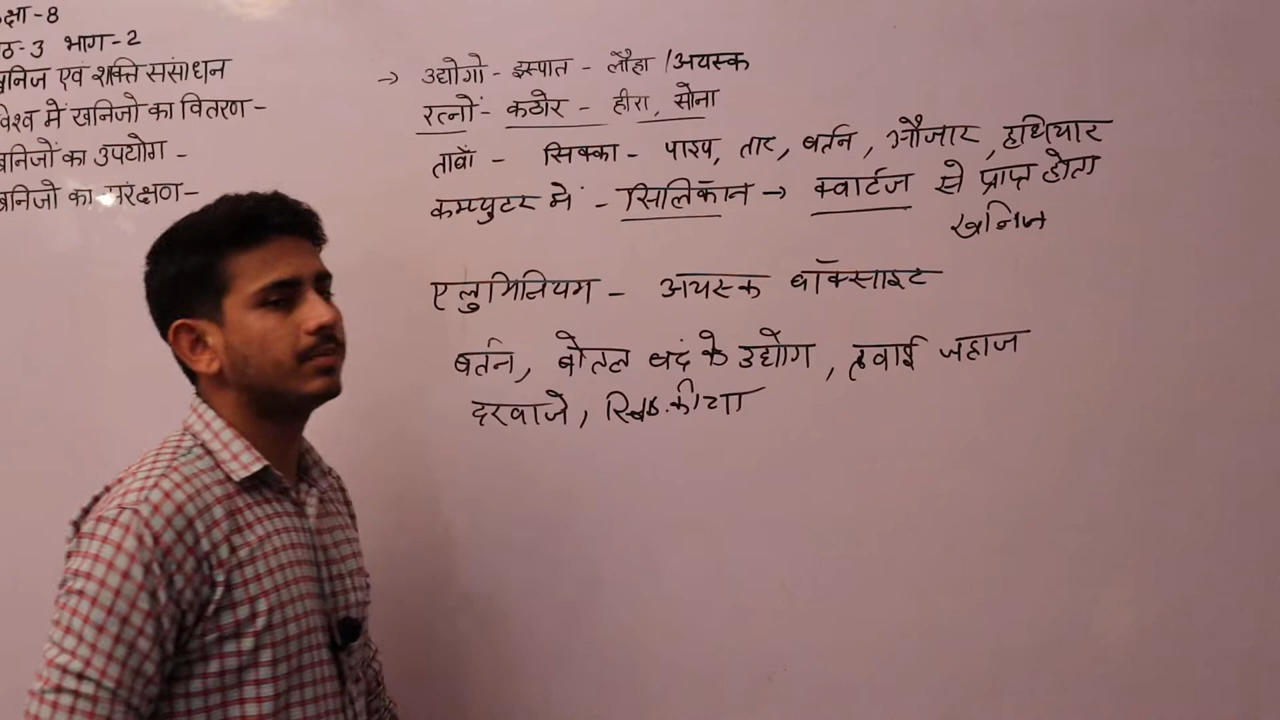 क्षा-8
ठ-3 भाग-2
खनिज एवं शक्ति संसाधन
विश्व में खनिजो का वितरण-
खनिजों का उपयोग -
खनिजो का संरक्षण-
→ उद्योगो - इस्पात - लौहा / अयस्क
रत्नों - कठोर - हीरा, सोना
तावाँ - सिक्का - पाइप, तार, बर्तन, औजार, हथियार
कम्प्युटर में - सिलिकॉन → क्वार्टज से प्राप्त होता
खनिज
एलुमिनियम - अयस्क बॉक्साइट
बर्तन, बोतल बदं के उद्योग, हवाई जहाज
दरवाजे, खिड़कीया